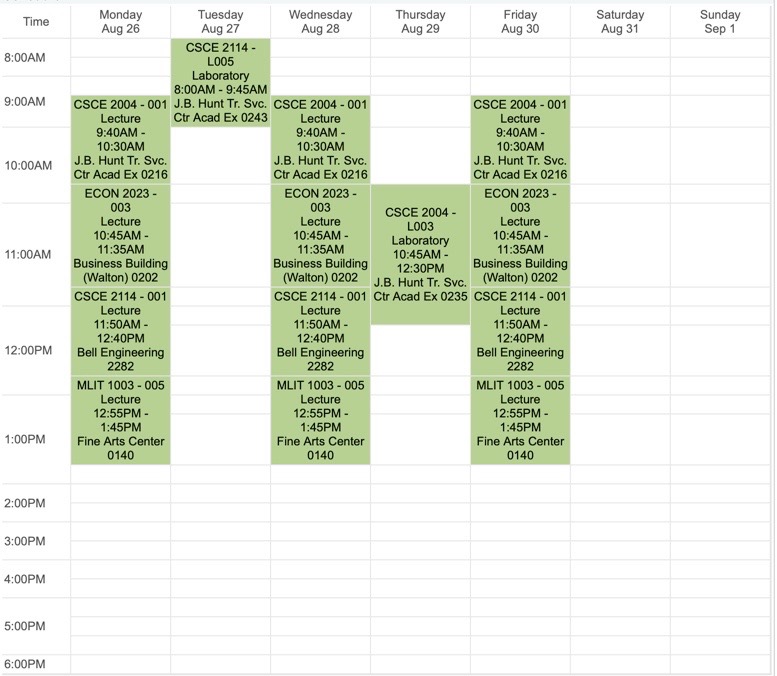 Time
Monday
Aug 26
Tuesday
Aug 27
Wednesday
Aug 28
Thursday
Aug 29
Friday
Aug 30
Saturday
Aug 31
Sunday
Sep 1
8:00AM
CSCE 2114 -
L005
Laboratory
8:00AM - 9:45AM
J.B. Hunt Tr. Svc.
Ctr Acad Ex 0243
9:00AM
CSCE 2004 - 001
Lecture
9:40AM -
10:30AM
J.B. Hunt Tr. Svc.
Ctr Acad Ex 0216
CSCE 2004 - 001
Lecture
9:40AM -
10:30AM
J.B. Hunt Tr. Svc.
Ctr Acad Ex 0216
CSCE 2004 - 001
Lecture
9:40AM -
10:30AM
J.B. Hunt Tr. Svc.
Ctr Acad Ex 0216
10:00AM
ECON 2023 -
003
Lecture
10:45AM -
11:35AM
Business Building
(Walton) 0202
ECON 2023 -
003
Lecture
10:45AM -
11:35AM
Business Building
(Walton) 0202
CSCE 2004 -
L003
Laboratory
10:45AM -
12:30PM
J.B. Hunt Tr. Svc.
Ctr Acad Ex 0235
ECON 2023 -
003
Lecture
10:45AM -
11:35AM
Business Building
(Walton) 0202
11:00AM
CSCE 2114 - 001
Lecture
11:50AM -
12:40PM
Bell Engineering
2282
CSCE 2114 - 001
Lecture
11:50AM -
12:40PM
Bell Engineering
2282
CSCE 2114 - 001
Lecture
11:50AM -
12:40PM
Bell Engineering
2282
12:00PM
MLIT 1003 - 005
Lecture
12:55PM -
1:45PM
Fine Arts Center
0140
MLIT 1003 - 005
Lecture
12:55PM -
1:45PM
Fine Arts Center
0140
MLIT 1003 - 005
Lecture
12:55PM -
1:45PM
Fine Arts Center
0140
1:00PM
2:00PM
3:00PM
4:00PM
5:00PM
6:00PM